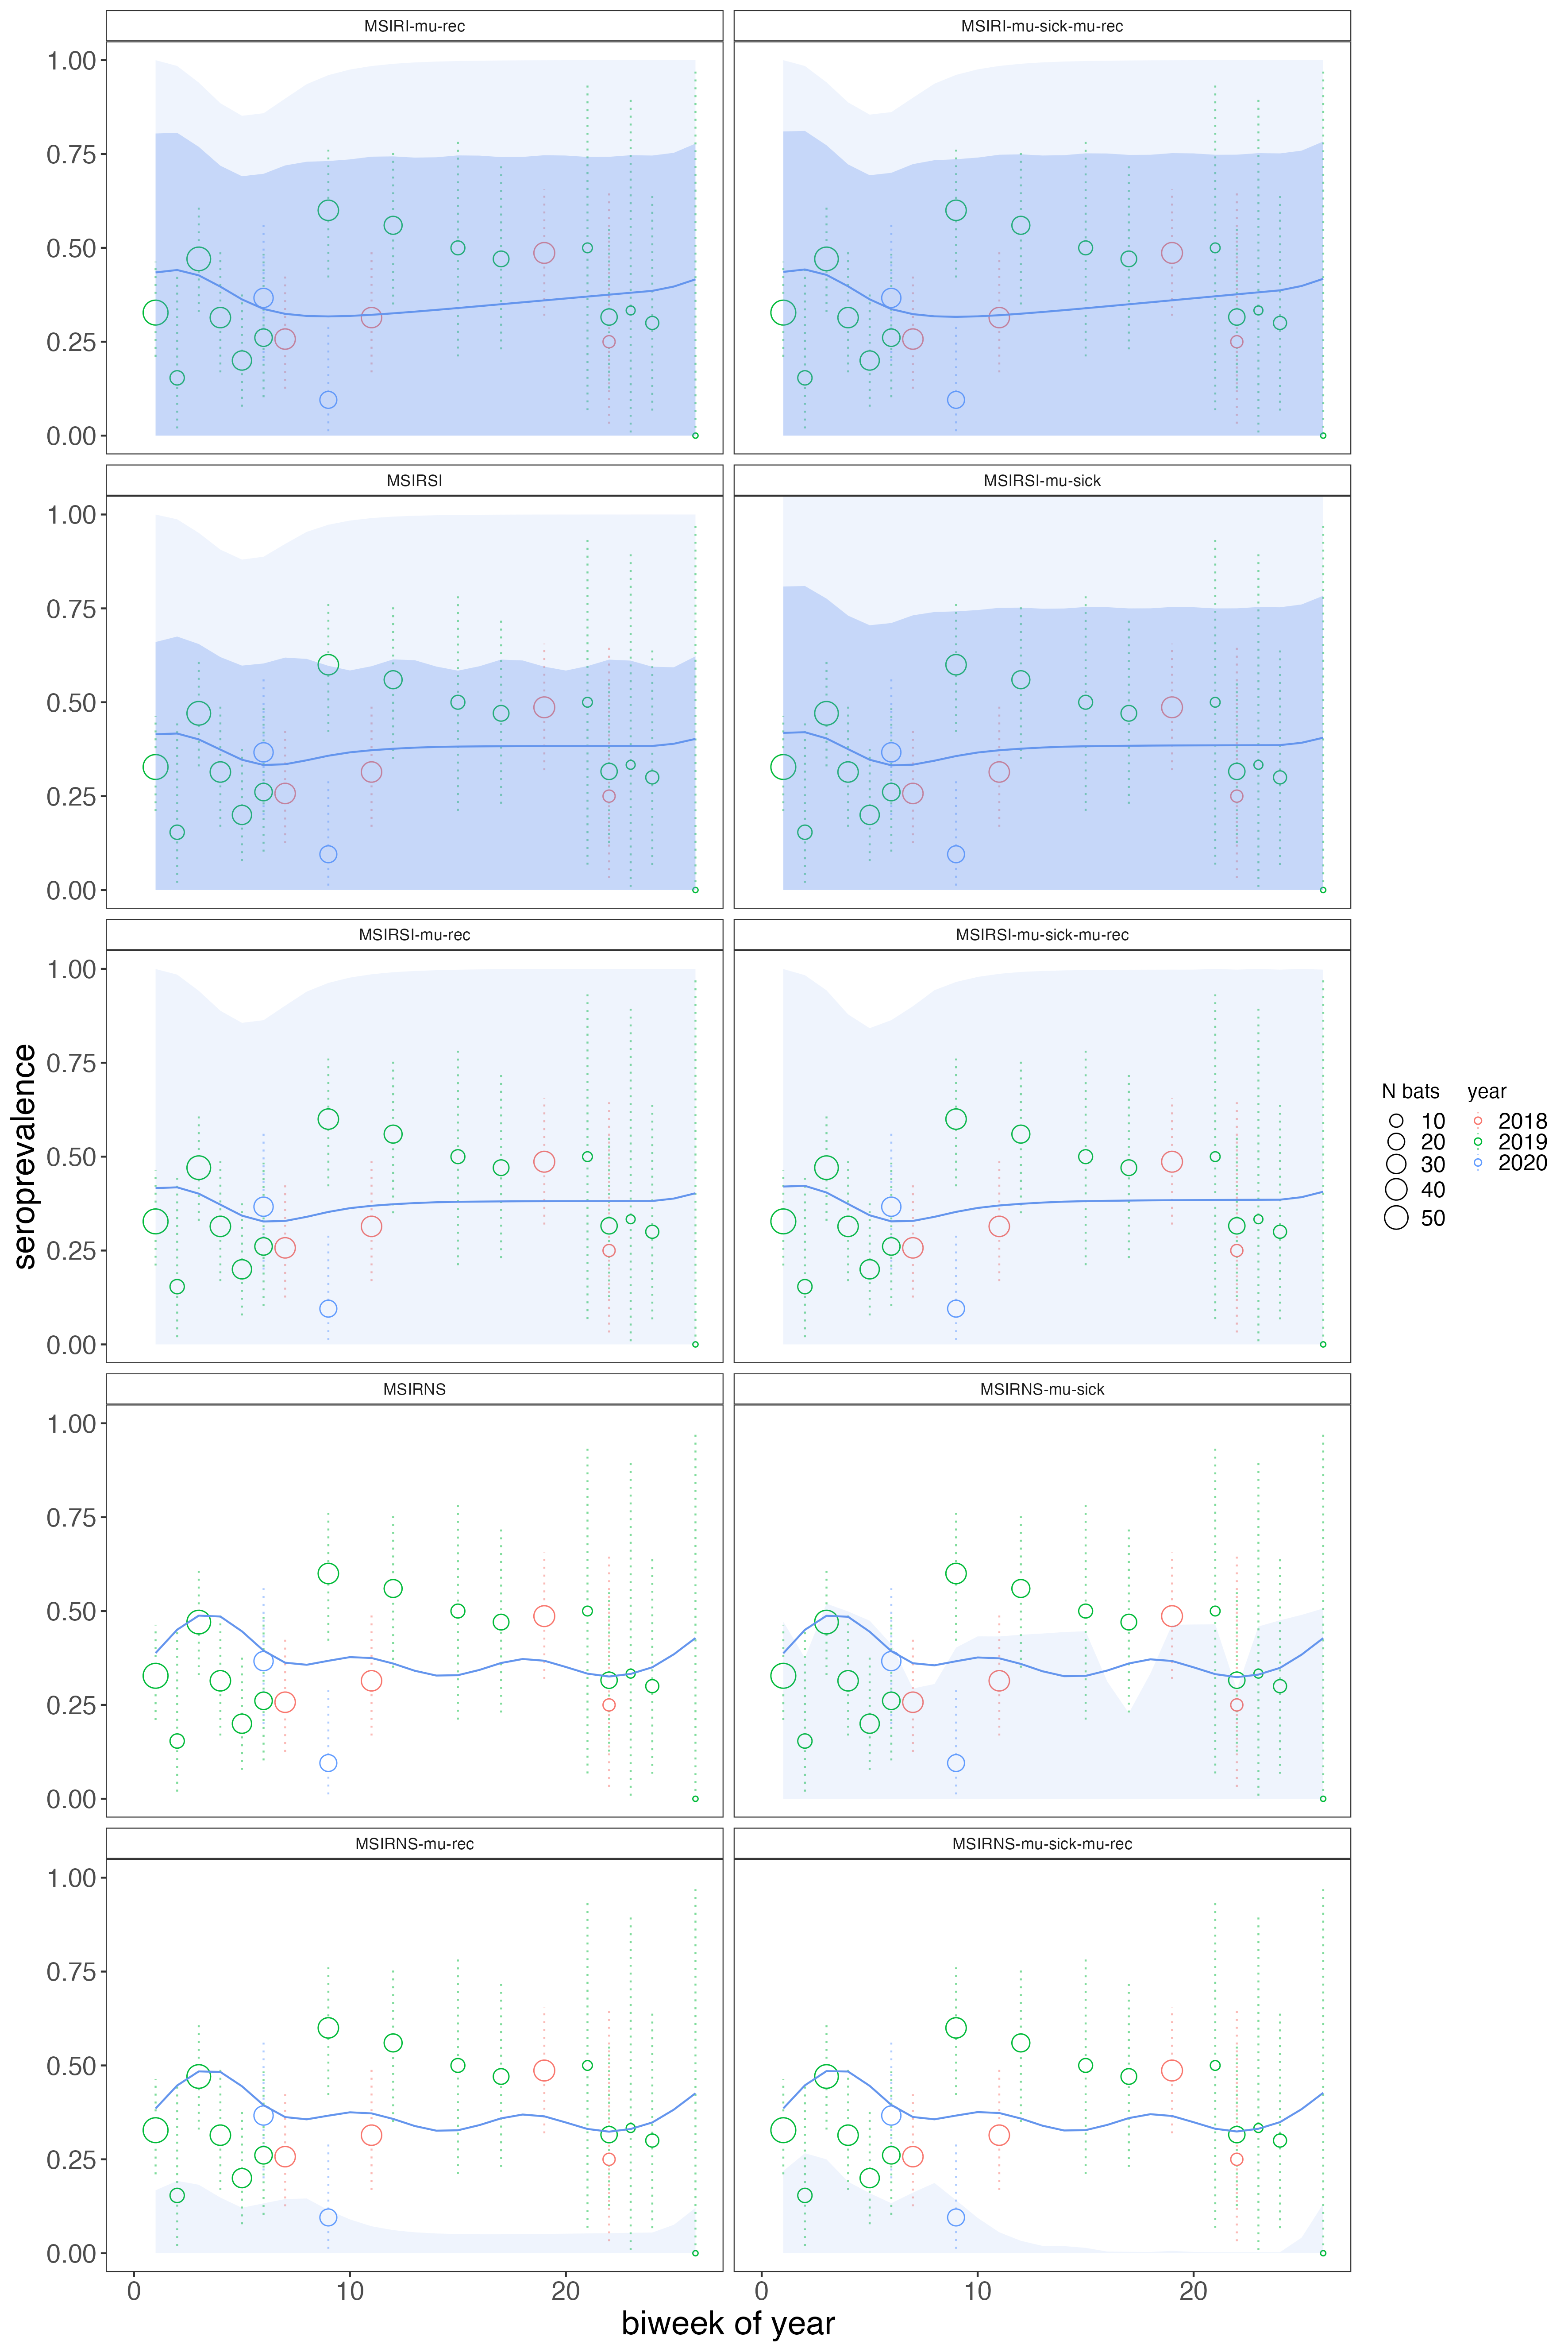 MSIRI-mu-rec
MSIRI-mu-sick-mu-rec
1.00
0.75
0.50
0.25
0.00
MSIRSI
MSIRSI-mu-sick
1.00
0.75
0.50
0.25
0.00
MSIRSI-mu-rec
MSIRSI-mu-sick-mu-rec
1.00
0.75
0.50
0.25
0.00
seroprevalence
MSIRNS
MSIRNS-mu-sick
1.00
0.75
0.50
0.25
0.00
MSIRNS-mu-rec
MSIRNS-mu-sick-mu-rec
1.00
0.75
0.50
0.25
0.00
0 10 20
0 10 20
biweek of year
N bats
10
20
30
40
50
year
2018
2019
2020